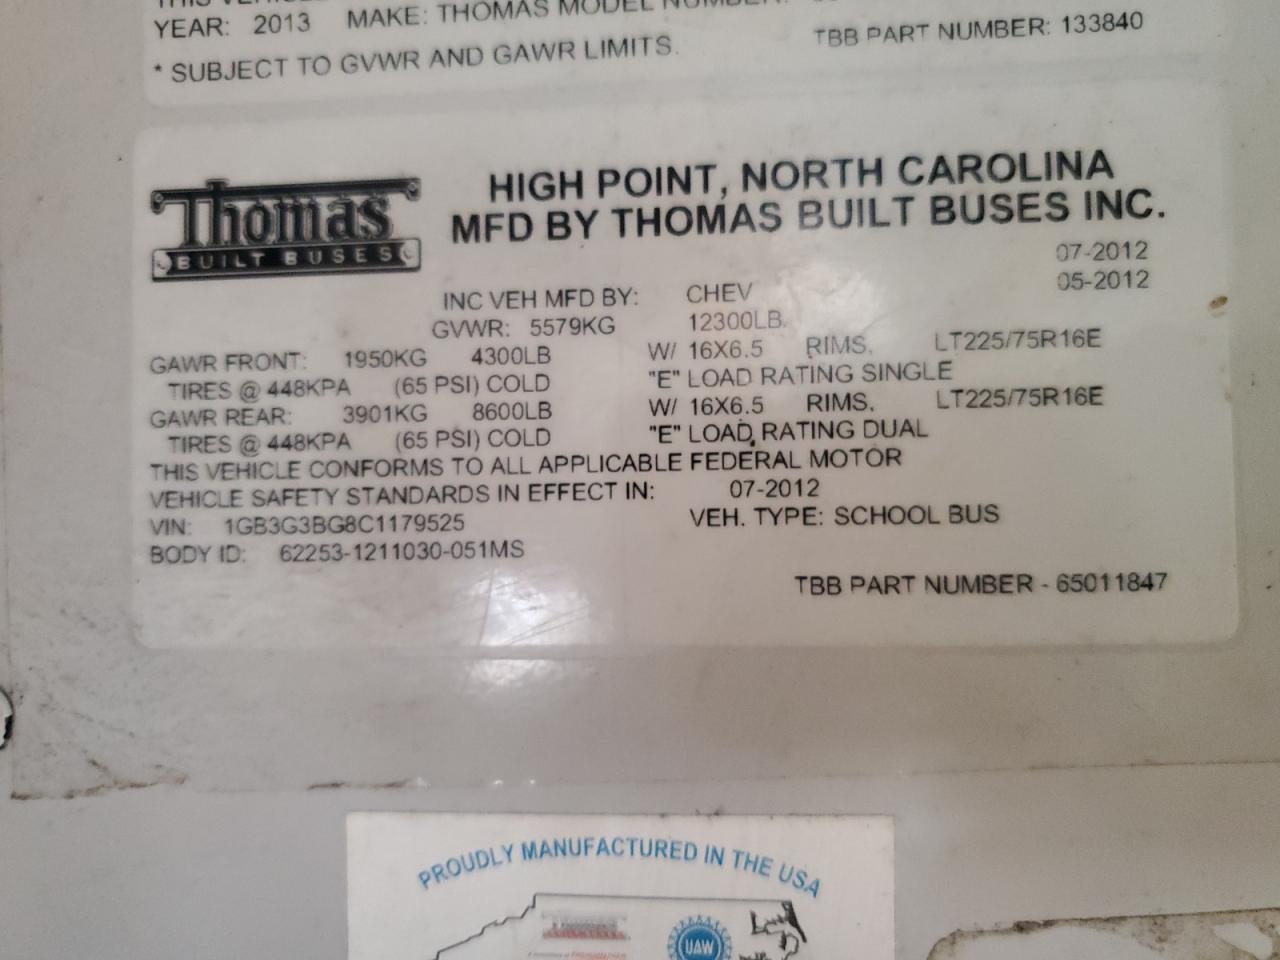 THIS VEHICLE
YEAR: 2013 MAKE: THOMAS MODEL NUMBER:
TBB PART NUMBER: 133840
* SUBJECT TO GVWR AND GAWR LIMITS.
Thomas
BUILT BUSES
HIGH POINT, NORTH CAROLINA
MFD BY THOMAS BUILT BUSES INC.
07-2012
05-2012
INC VEH MFD BY: CHEV
GVWR: 5579KG 12300LB.
GAWR FRONT: 1950KG 4300LB W/ 16X6.5 RIMS. LT225/75R16E
TIRES @ 448KPA (65 PSI) COLD "E" LOAD RATING SINGLE
GAWR REAR: 3901KG 8600LB W/ 16X6.5 RIMS. LT225/75R16E
TIRES @ 448KPA (65 PSI) COLD "E" LOAD RATING DUAL
THIS VEHICLE CONFORMS TO ALL APPLICABLE FEDERAL MOTOR
VEHICLE SAFETY STANDARDS IN EFFECT IN: 07-2012
VIN: 1GB3G3BG8C1179525 VEH. TYPE: SCHOOL BUS
BODY ID: 62253-1211030-051MS
TBB PART NUMBER - 65011847
PROUDLY MANUFACTURED IN THE USA
UAW